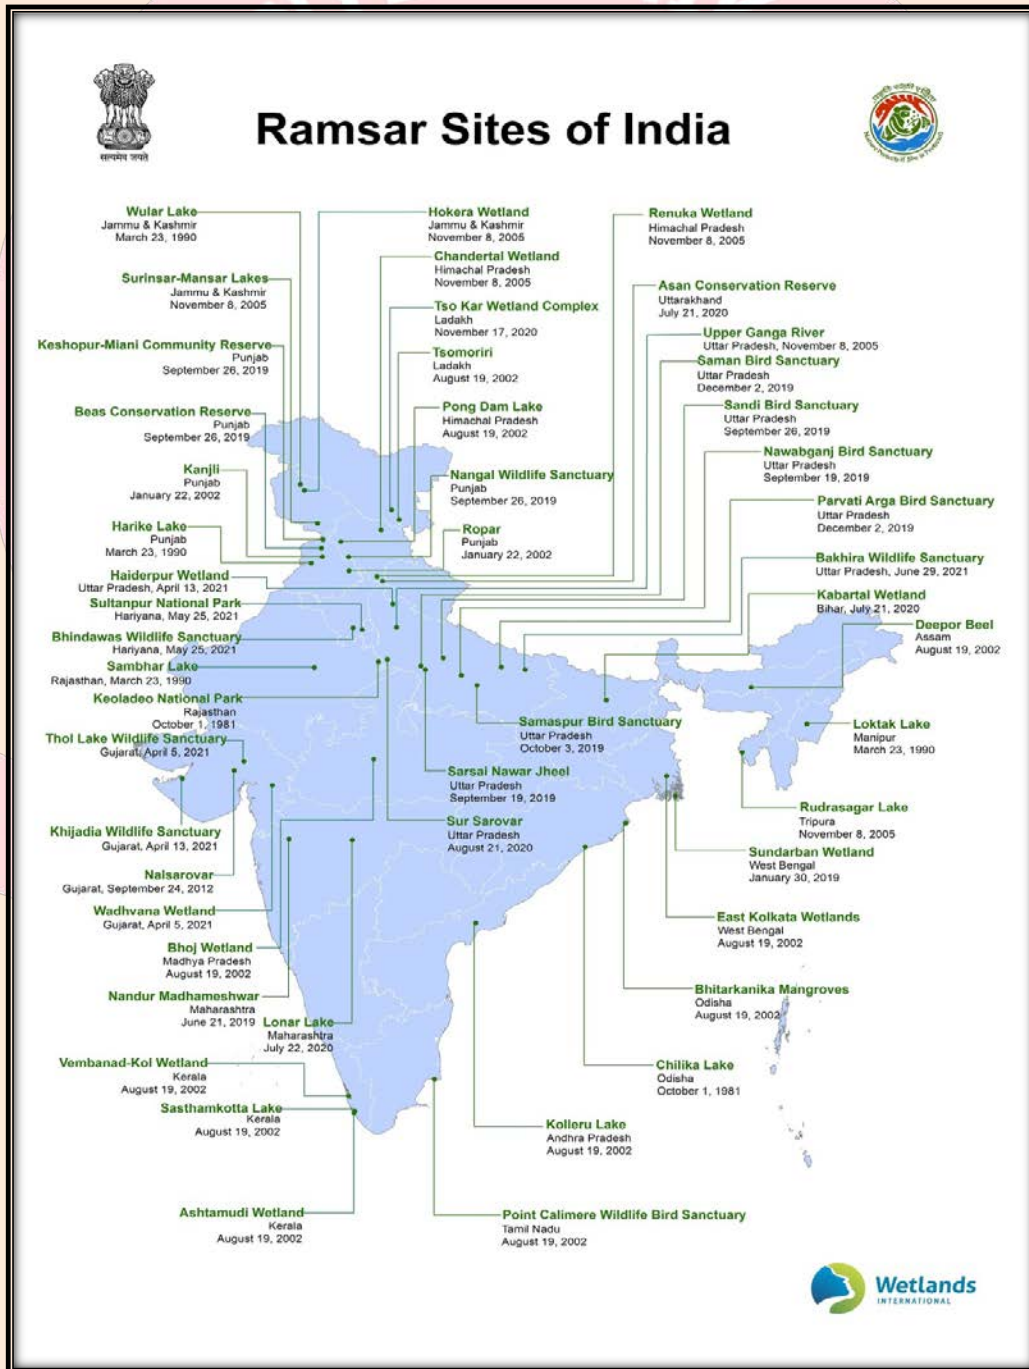 सत्यमेव जयते
Ramsar Sites of India
Wular Lake
Jammu & Kashmir
March 23, 1990
Surinsar-Mansar Lakes
Jammu & Kashmir
November 8, 2005
Keshopur-Miani Community Reserve
Punjab
September 26, 2019
Beas Conservation Reserve
Punjab
September 26, 2019
Kanjli
Punjab
January 22, 2002
Harike Lake
Punjab
March 23, 1990
Haiderpur Wetland
Uttar Pradesh, April 13, 2021
Sultanpur National Park
Hariyana, May 25, 2021
Bhindawas Wildlife Sanctuary
Hariyana, May 25, 2021
Sambhar Lake
Rajasthan, March 23, 1990
Keoladeo National Park
Rajasthan
October 1, 1981
Thol Lake Wildlife Sanctuary
Gujarat, April 5, 2021
Khijadia Wildlife Sanctuary
Gujarat, April 13, 2021
Nalsarovar
Gujarat, September 24, 2012
Wadhvana Wetland
Gujarat, April 5, 2021
Bhoj Wetland
Madhya Pradesh
August 19, 2002
Nandur Madhameshwar
Maharashtra
June 21, 2019
Lonar Lake
Maharashtra
July 22, 2020
Vembanad-Kol Wetland
Kerala
August 19, 2002
Sasthamkotta Lake
Kerala
August 19, 2002
Ashtamudi Wetland
Kerala
August 19, 2002
Hokera Wetland
Jammu & Kashmir
November 8, 2005
Chandertal Wetland
Himachal Pradesh
November 8, 2005
Tso Kar Wetland Complex
Ladakh
November 17, 2020
Tsomoriri
Ladakh
August 19, 2002
Pong Dam Lake
Himachal Pradesh
August 19, 2002
Nangal Wildlife Sanctuary
Punjab
September 26, 2019
Ropar
Punjab
January 22, 2002
Renuka Wetland
Himachal Pradesh
November 8, 2005
Asan Conservation Reserve
Uttarakhand
July 21, 2020
Upper Ganga River
Uttar Pradesh, November 8, 2005
Saman Bird Sanctuary
Uttar Pradesh
December 2, 2019
Sandi Bird Sanctuary
Uttar Pradesh
September 26, 2019
Nawabganj Bird Sanctuary
Uttar Pradesh
September 19, 2019
Parvati Arga Bird Sanctuary
Uttar Pradesh
December 2, 2019
Bakhira Wildlife Sanctuary
Uttar Pradesh, June 29, 2021
Kabartal Wetland
Bihar, July 21, 2020
Deepor Beel
Assam
August 19, 2002
Samaspur Bird Sanctuary
Uttar Pradesh
October 3, 2019
Sarsai Nawar Jheel
Uttar Pradesh
September 19, 2019
Sur Sarovar
Uttar Pradesh
August 21, 2020
Loktak Lake
Manipur
March 23, 1990
Rudrasagar Lake
Tripura
November 8, 2005
Sundarban Wetland
West Bengal
January 30, 2019
East Kolkata Wetlands
West Bengal
August 19, 2002
Bhitarkanika Mangroves
Odisha
August 19, 2002
Chilika Lake
Odisha
October 1, 1981
Kolleru Lake
Andhra Pradesh
August 19, 2002
Point Calimere Wildlife Bird Sanctuary
Tamil Nadu
August 19, 2002
Wetlands
INTERNATIONAL